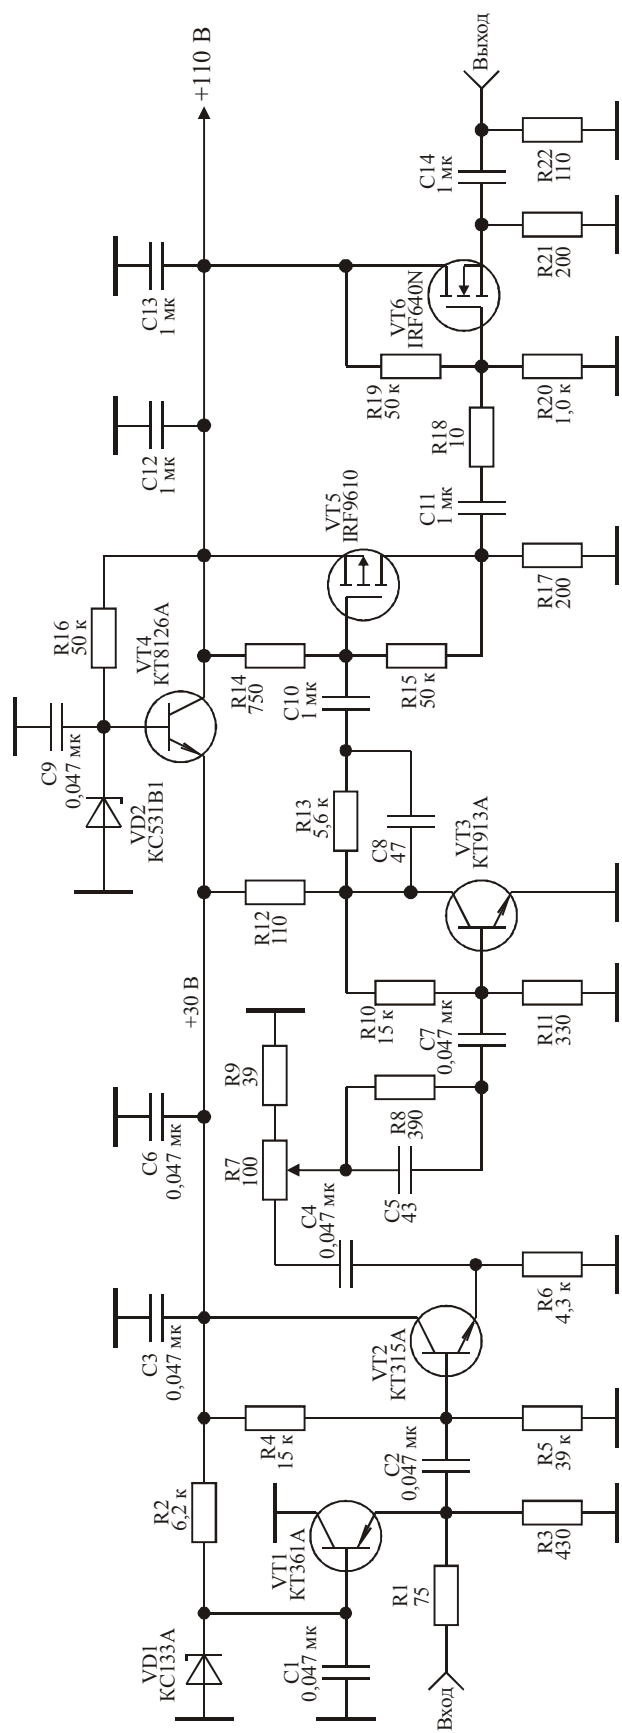 VD1
КС133А
R2
6,2 к
C3
0,047 мк
C6
0,047 мк
+30 В
C9
0,047 мк
VD2
КС531В1
R16
50 к
VT4
КТ8126А
C12
1 мк
C13
1 мк
+110 В
C1
0,047 мк
VT1
КТ361А
R4
15 к
C4
0,047 мк
R7
100
R9
39
R12
110
R13
5,6 к
R14
750
C10
1 мк
VT5
IRF9610
R19
50 к
VT6
IRF640N
Вход
R1
75
R3
430
C2
0,047 мк
R5
39 к
VT2
КТ315А
R6
4,3 к
C5
43
R8
390
R10
15 к
C7
0,047 мк
R11
330
C8
47
VT3
КТ913А
R15
50 к
R17
200
C11
1 мк
R18
10
R20
1,0 к
C14
1 мк
R21
200
R22
110
Выход